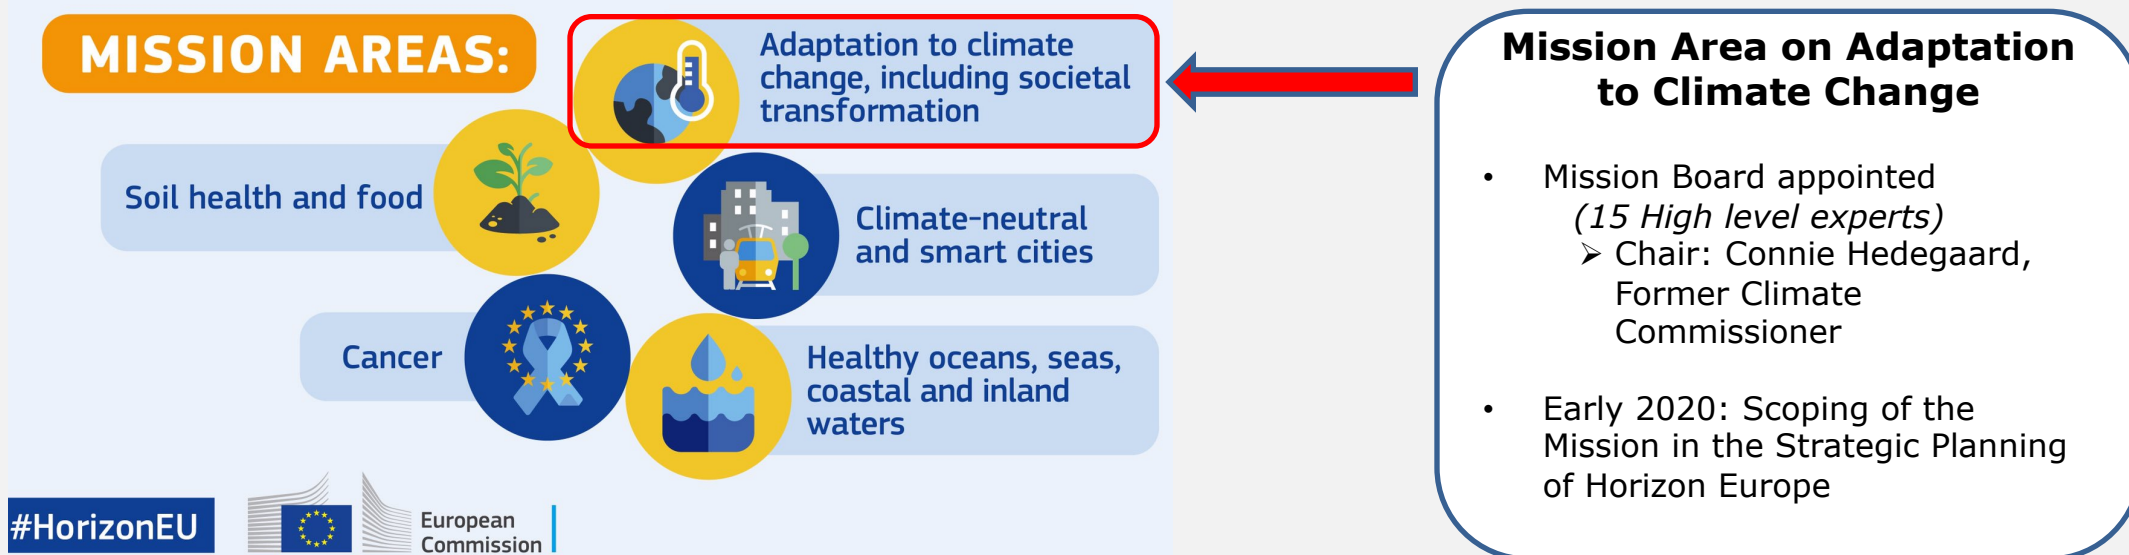 MISSION AREAS:
Adaptation to climate
change, including societal
transformation
Soil health and food
Climate-neutral
and smart cities
Cancer
Healthy oceans, seas,
coastal and inland
waters
#HorizonEU
European
Commission
Mission Area on Adaptation
to Climate Change
• Mission Board appointed
(15 High level experts)
➢ Chair: Connie Hedegaard,
Former Climate
Commissioner
• Early 2020: Scoping of the
Mission in the Strategic Planning
of Horizon Europe